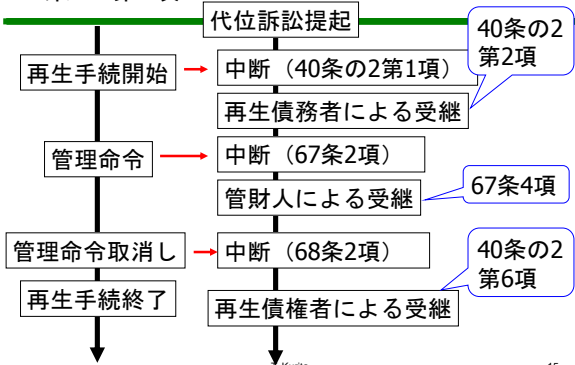 代位訴訟提起
40条の2
第2項
再生手続開始
中断（40条の2第1項）
再生債務者による受継
管理命令
中断（67条2項）
管財人による受継
67条4項
管理命令取消し
中断（68条2項）
40条の2
第6項
再生手続終了
再生債権者による受継